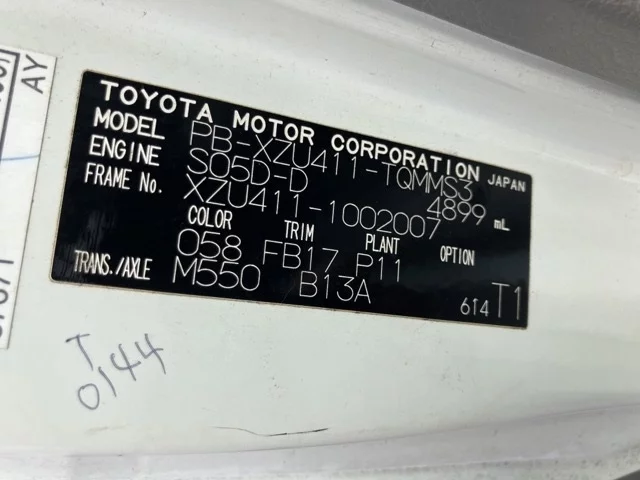 AY
TOYOTA MOTOR CORPORATION JAPAN
MODEL PB-XZU411-TQMMS3
ENGINE S05D-D 4899 mL
FRAME No. XZU411-1002007
COLOR TRIM PLANT OPTION
058 FB17 P11
TRANS./AXLE M550 B13A
614 T1
T
0144